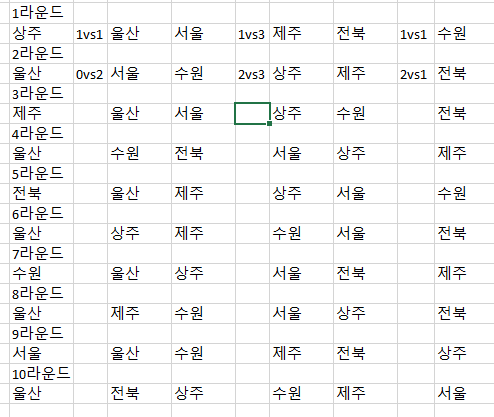 1라운드
상주 1vs1 울산 서울 1vs3 제주 전북 1vs1 수원
2라운드
울산 0vs2 서울 수원 2vs3 상주 제주 2vs1 전북
3라운드
제주 울산 서울 상주 수원 전북
4라운드
울산 수원 전북 서울 상주 제주
5라운드
전북 울산 제주 상주 서울 수원
6라운드
울산 상주 제주 수원 서울 전북
7라운드
수원 울산 상주 서울 전북 제주
8라운드
울산 제주 수원 서울 상주 전북
9라운드
서울 울산 수원 제주 전북 상주
10라운드
울산 전북 상주 수원 제주 서울